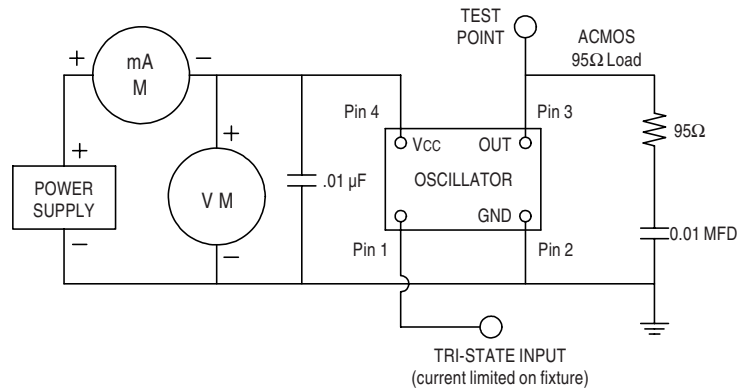 TEST
POINT
ACMOS
95Ω Load
+
mA
M
−
Pin 4
Pin 3
+
POWER
SUPPLY
−
+
V M
−
.01 µF
VCC
OUT
OSCILLATOR
GND
95Ω
0.01 MFD
Pin 1
Pin 2
TRI-STATE INPUT
(current limited on fixture)